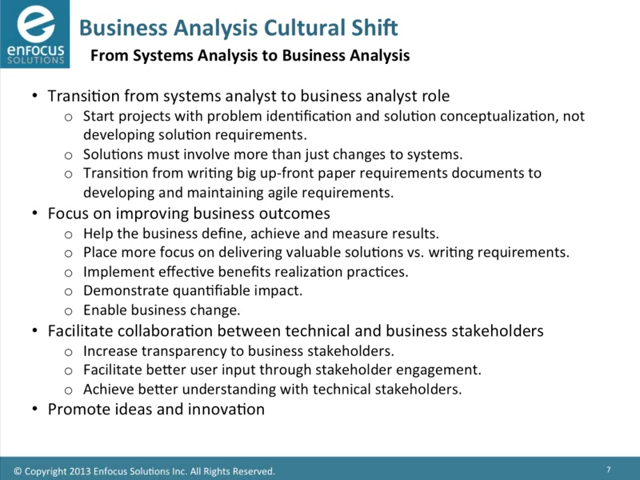 enfocus
SOLUTIONS
Business Analysis Cultural Shift
From Systems Analysis to Business Analysis
• Transition from systems analyst to business analyst role
o Start projects with problem identification and solution conceptualization, not
developing solution requirements.
o Solutions must involve more than just changes to systems.
o Transition from writing big up-front paper requirements documents to
developing and maintaining agile requirements.
• Focus on improving business outcomes
o Help the business define, achieve and measure results.
o Place more focus on delivering valuable solutions vs. writing requirements.
o Implement effective benefits realization practices.
o Demonstrate quantifiable impact.
o Enable business change.
• Facilitate collaboration between technical and business stakeholders
o Increase transparency to business stakeholders.
o Facilitate better user input through stakeholder engagement.
o Achieve better understanding with technical stakeholders.
• Promote ideas and innovation
© Copyright 2013 Enfocus Solutions Inc. All Rights Reserved.
7